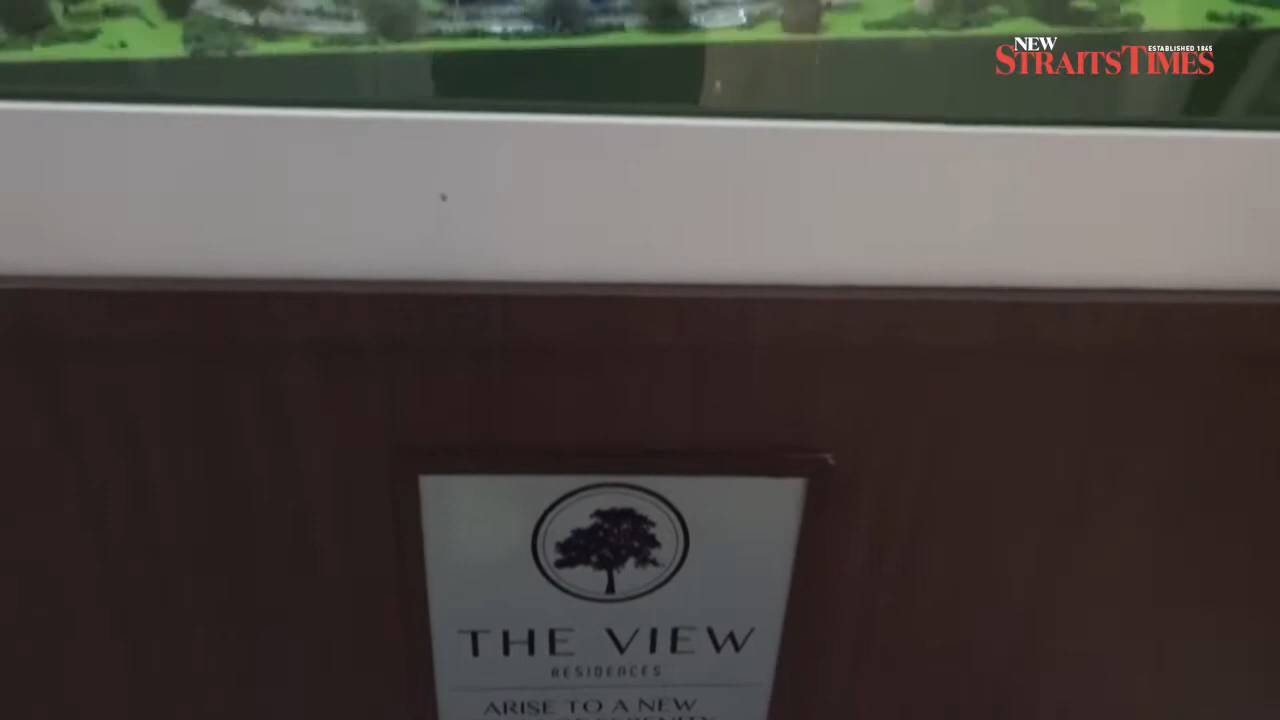 NEW
ESTABLISHED 1845
STRAITS TIMES
THE VIEW
RESIDENCES
ARISE TO A NEW